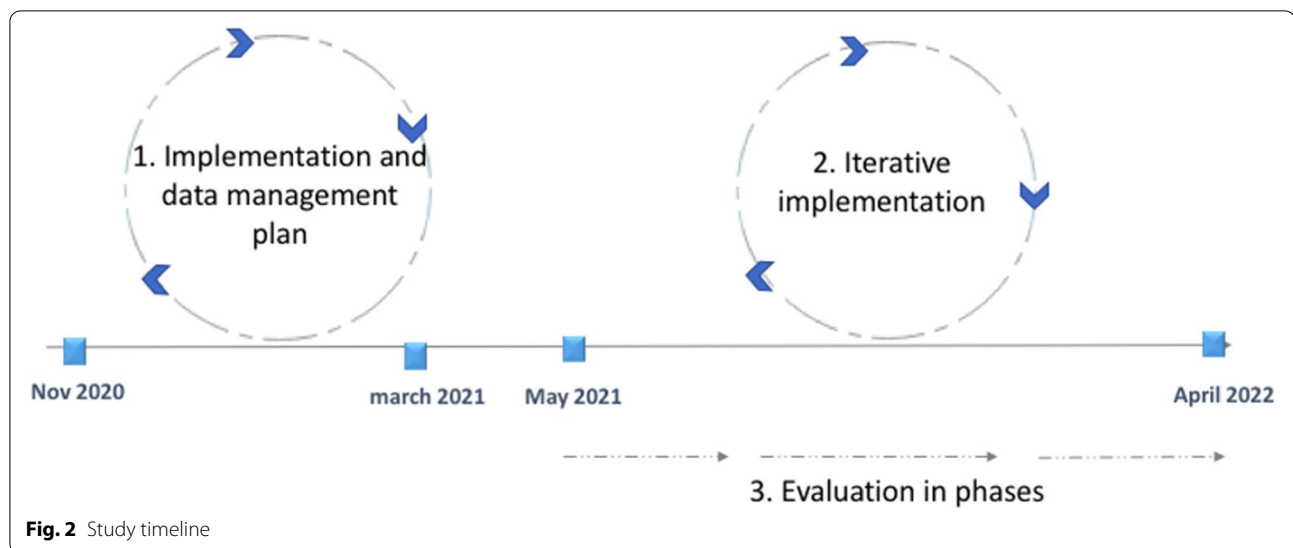 1. Implementation and
data management
plan
2. Iterative
implementation
Nov 2020
march 2021
May 2021
April 2022
3. Evaluation in phases
Fig. 2 Study timeline